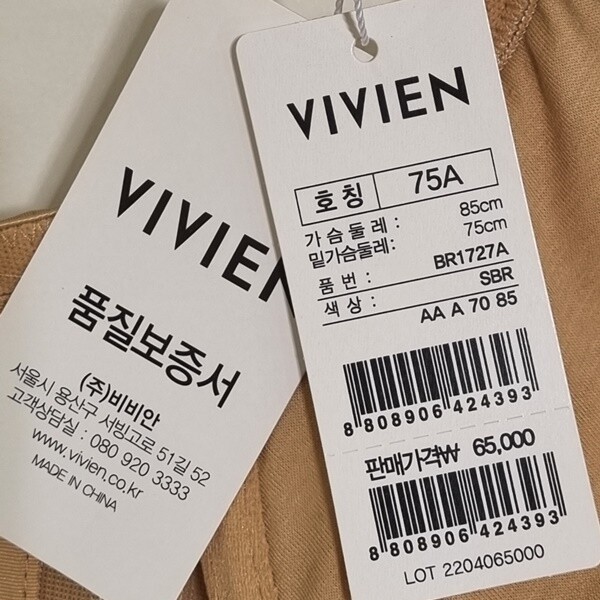 VIVIEN
품질보증서
(주)비비안
서울시 용산구 서빙고로 51길 52
고객상담실 : 080 920 3333
www.vivien.co.kr
MADE IN CHINA
VIVIEN
호칭 75A
가슴둘레: 85cm
밑가슴둘레: 75cm
품번: BR1727A
색상: SBR
AA A 70 85
8 808906 424393
판매가격₩ 65,000
8 808906 424393
LOT 2204065000